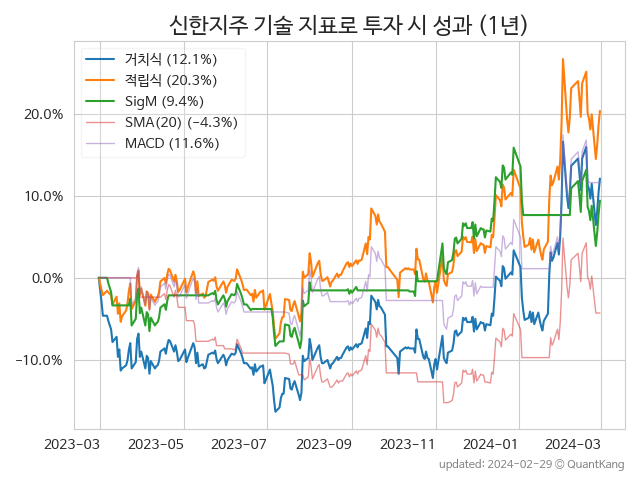 신한지주 기술 지표로 투자 시 성과 (1년)
거치식 (12.1%)
적립식 (20.3%)
SigM (9.4%)
SMA(20) (−4.3%)
MACD (11.6%)
20.0%
10.0%
0.0%
−10.0%
2023-03 2023-05 2023-07 2023-09 2023-11 2024-01 2024-03
updated: 2024-02-29 © QuantKang